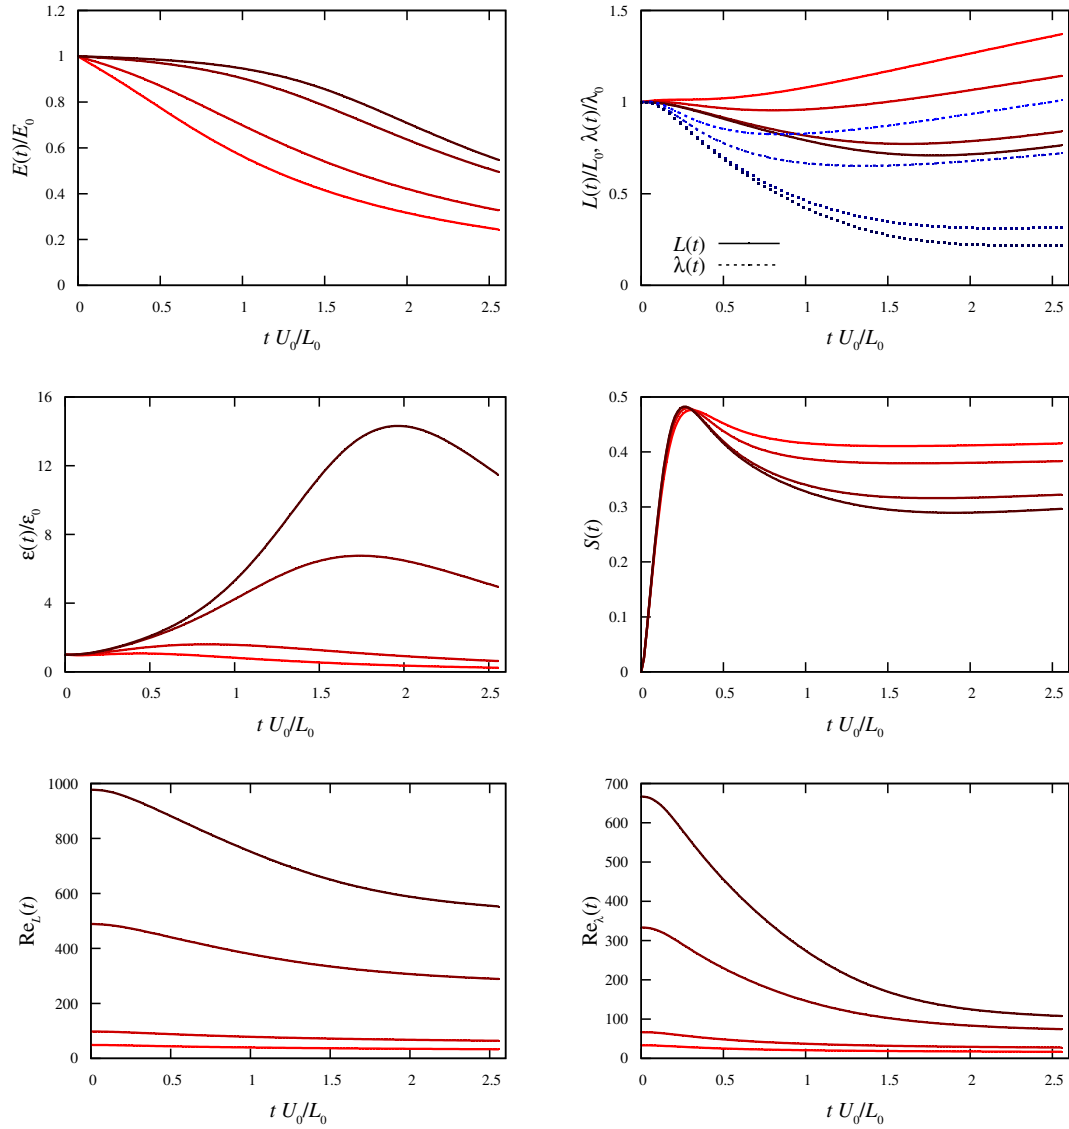 1.2
1
0.8
0.6
0.4
0.2
0
0 0.5 1 1.5 2 2.5
E(t)/E₀
t U₀/L₀
1.5
1
0.5
0
0 0.5 1 1.5 2 2.5
L(t)/L₀, λ(t)/λ₀
L(t)
λ(t)
t U₀/L₀
16
12
8
4
0
0 0.5 1 1.5 2 2.5
ε(t)/ε₀
t U₀/L₀
0.5
0.4
0.3
0.2
0.1
0
0 0.5 1 1.5 2 2.5
S(t)
t U₀/L₀
1000
800
600
400
200
0
0 0.5 1 1.5 2 2.5
Re_L(t)
t U₀/L₀
700
600
500
400
300
200
100
0
0 0.5 1 1.5 2 2.5
Re_λ(t)
t U₀/L₀